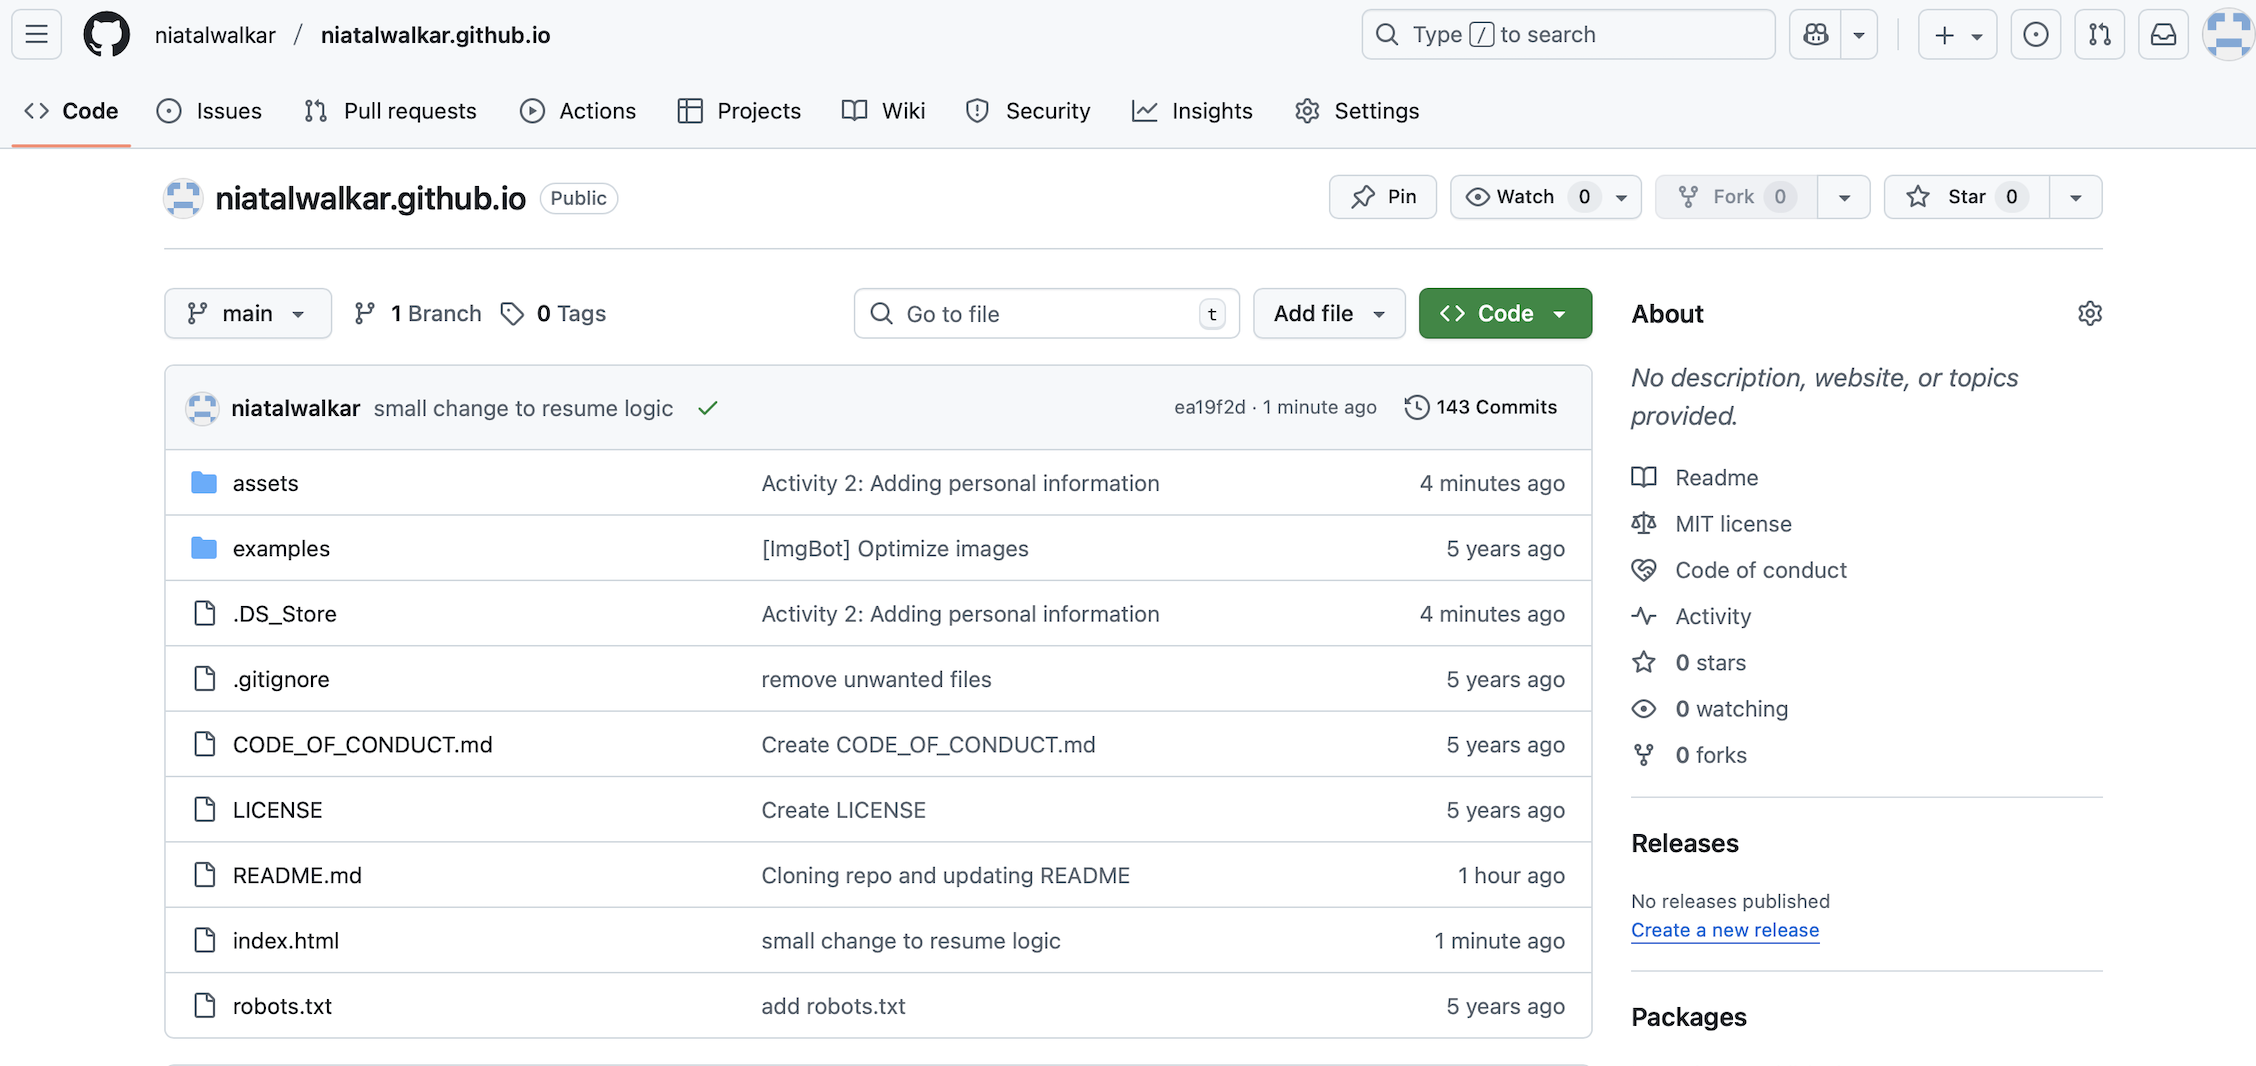 niatalwalkar / niatalwalkar.github.io Type / to search
Code Issues Pull requests Actions Projects Wiki Security Insights Settings
niatalwalkar.github.io Public Pin Watch 0 Fork 0 Star 0
main 1 Branch 0 Tags Go to file t Add file Code
niatalwalkar small change to resume logic ea19f2d · 1 minute ago 143 Commits
assets Activity 2: Adding personal information 4 minutes ago
examples [ImgBot] Optimize images 5 years ago
.DS_Store Activity 2: Adding personal information 4 minutes ago
.gitignore remove unwanted files 5 years ago
CODE_OF_CONDUCT.md Create CODE_OF_CONDUCT.md 5 years ago
LICENSE Create LICENSE 5 years ago
README.md Cloning repo and updating README 1 hour ago
index.html small change to resume logic 1 minute ago
robots.txt add robots.txt 5 years ago
About
No description, website, or topics
provided.
Readme
MIT license
Code of conduct
Activity
0 stars
0 watching
0 forks
Releases
No releases published
Create a new release
Packages